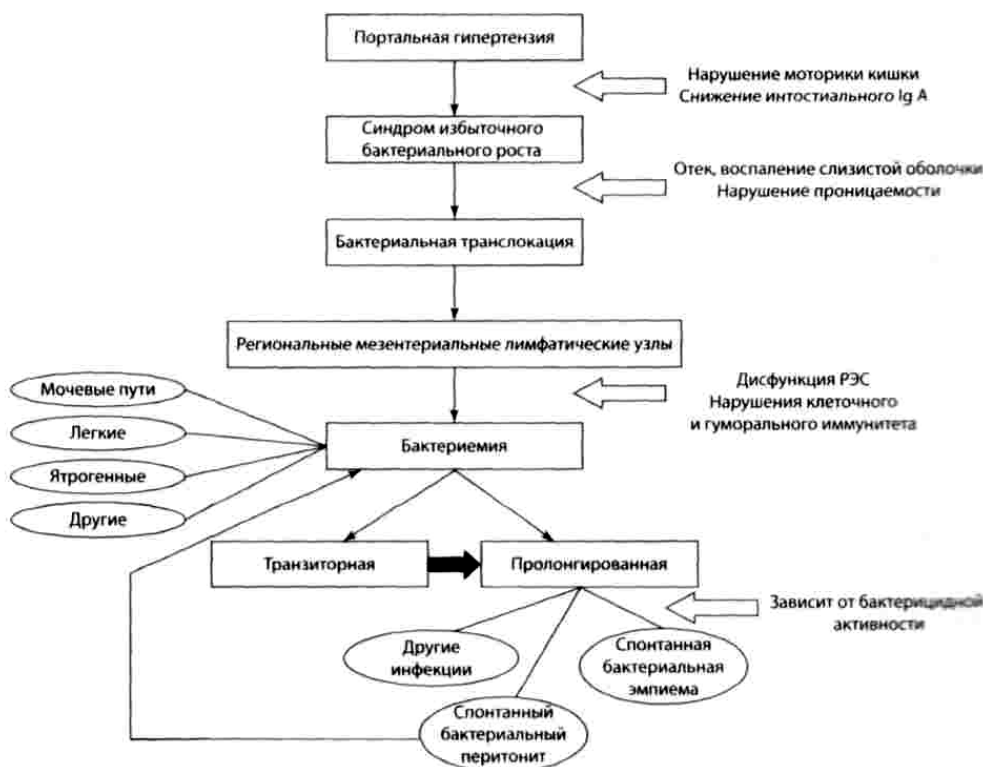 Портальная гипертензия
Нарушение моторики кишки
Снижение интостиального Ig A
Синдром избыточного
бактериального роста
Отек, воспаление слизистой оболочки
Нарушение проницаемости
Бактериальная транслокация
Региональные мезентериальные лимфатические узлы
Мочевые пути
Легкие
Ятрогенные
Другие
Дисфункция РЭС
Нарушения клеточного
и гуморального иммунитета
Бактериемия
Транзиторная
Пролонгированная
Зависит от бактерицидной
активности
Другие
инфекции
Спонтанная
бактериальная
эмпиема
Спонтанный
бактериальный
перитонит